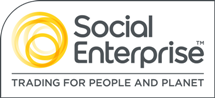 Social
Enterprise™
TRADING FOR PEOPLE AND PLANET